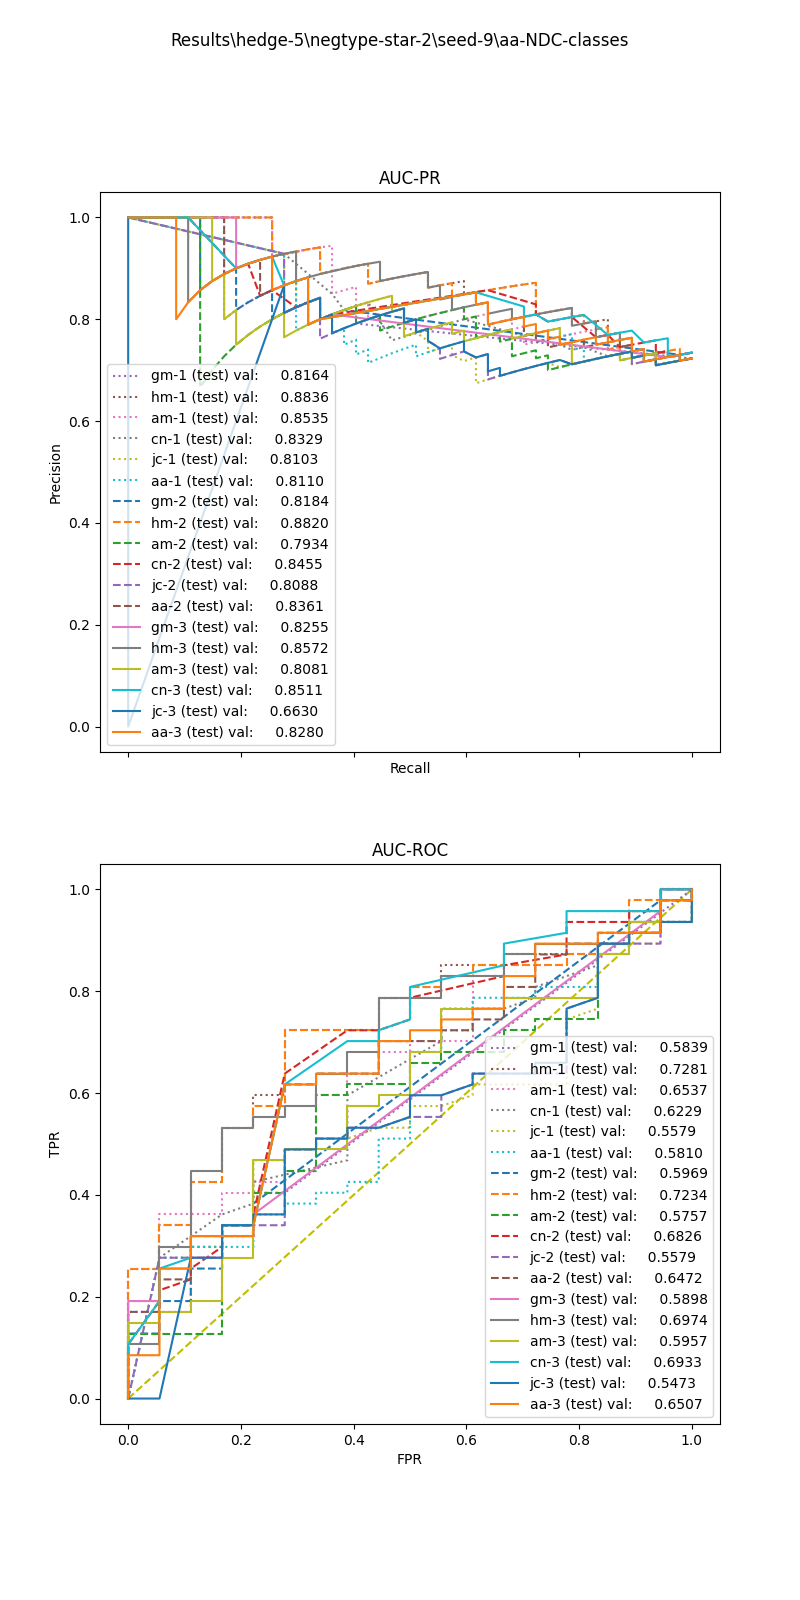 Results\hedge-5\negtype-star-2\seed-9\aa-NDC-classes
AUC-PR
1.0
0.8
0.6
0.4
0.2
0.0
Precision
gm-1 (test) val: 0.8164
hm-1 (test) val: 0.8836
am-1 (test) val: 0.8535
cn-1 (test) val: 0.8329
jc-1 (test) val: 0.8103
aa-1 (test) val: 0.8110
gm-2 (test) val: 0.8184
hm-2 (test) val: 0.8820
am-2 (test) val: 0.7934
cn-2 (test) val: 0.8455
jc-2 (test) val: 0.8088
aa-2 (test) val: 0.8361
gm-3 (test) val: 0.8255
hm-3 (test) val: 0.8572
am-3 (test) val: 0.8081
cn-3 (test) val: 0.8511
jc-3 (test) val: 0.6630
aa-3 (test) val: 0.8280
Recall
AUC-ROC
1.0
0.8
0.6
0.4
0.2
0.0
TPR
gm-1 (test) val: 0.5839
hm-1 (test) val: 0.7281
am-1 (test) val: 0.6537
cn-1 (test) val: 0.6229
jc-1 (test) val: 0.5579
aa-1 (test) val: 0.5810
gm-2 (test) val: 0.5969
hm-2 (test) val: 0.7234
am-2 (test) val: 0.5757
cn-2 (test) val: 0.6826
jc-2 (test) val: 0.5579
aa-2 (test) val: 0.6472
gm-3 (test) val: 0.5898
hm-3 (test) val: 0.6974
am-3 (test) val: 0.5957
cn-3 (test) val: 0.6933
jc-3 (test) val: 0.5473
aa-3 (test) val: 0.6507
0.0 0.2 0.4 0.6 0.8 1.0
FPR